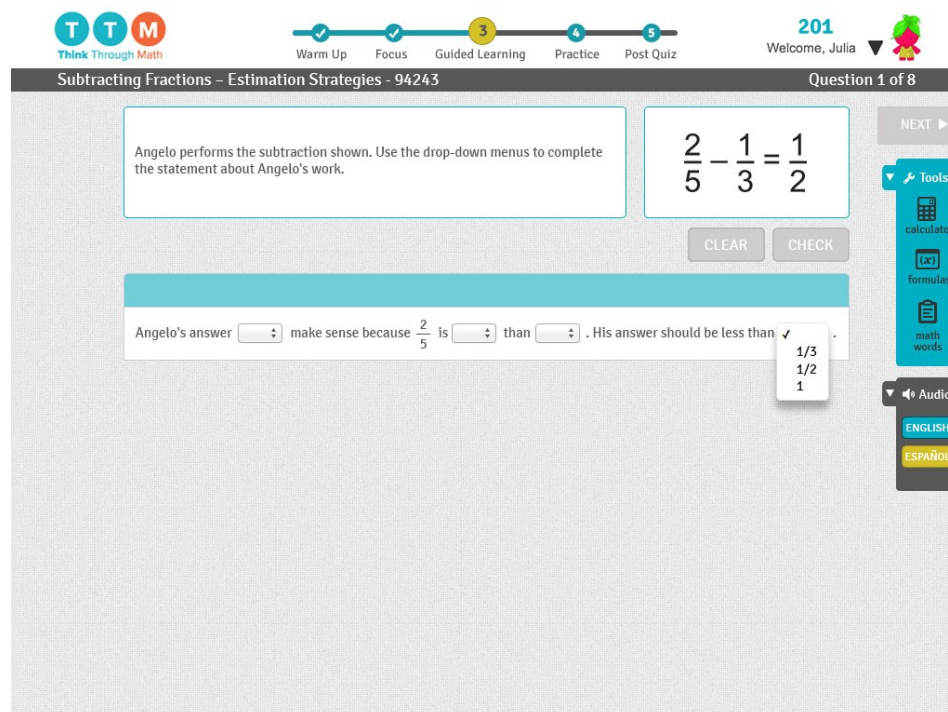 T T M
Think Through Math
Warm Up
Focus
3
Guided Learning
4
Practice
5
Post Quiz
201
Welcome, Julia
Subtracting Fractions – Estimation Strategies - 94243
Question 1 of 8
Angelo performs the subtraction shown. Use the drop-down menus to complete
the statement about Angelo's work.
2/5 − 1/3 = 1/2
NEXT
Tools
calculato
formulas
math
words
CLEAR
CHECK
Angelo's answer make sense because 2/5 is than . His answer should be less than .
1/3
1/2
1
Audio
ENGLISH
ESPAÑOL